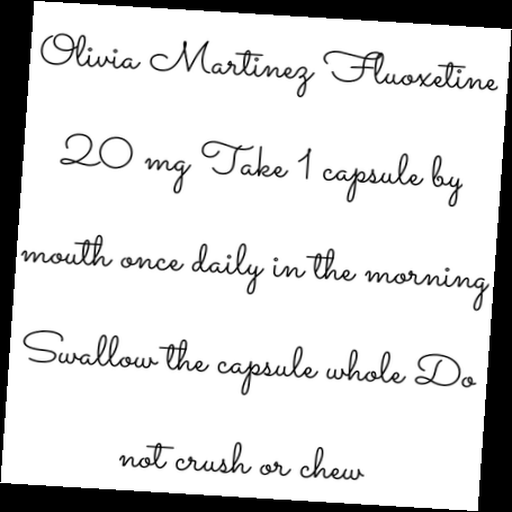 Olivia Martinez Fluoxetine
20 mg Take 1 capsule by
mouth once daily in the morning
Swallow the capsule whole Do
not crush or chew